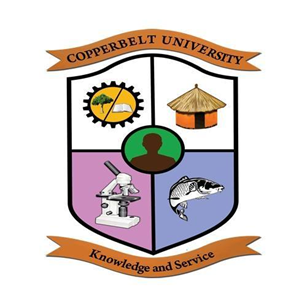 COPPERBELT UNIVERSITY
Knowledge and Service